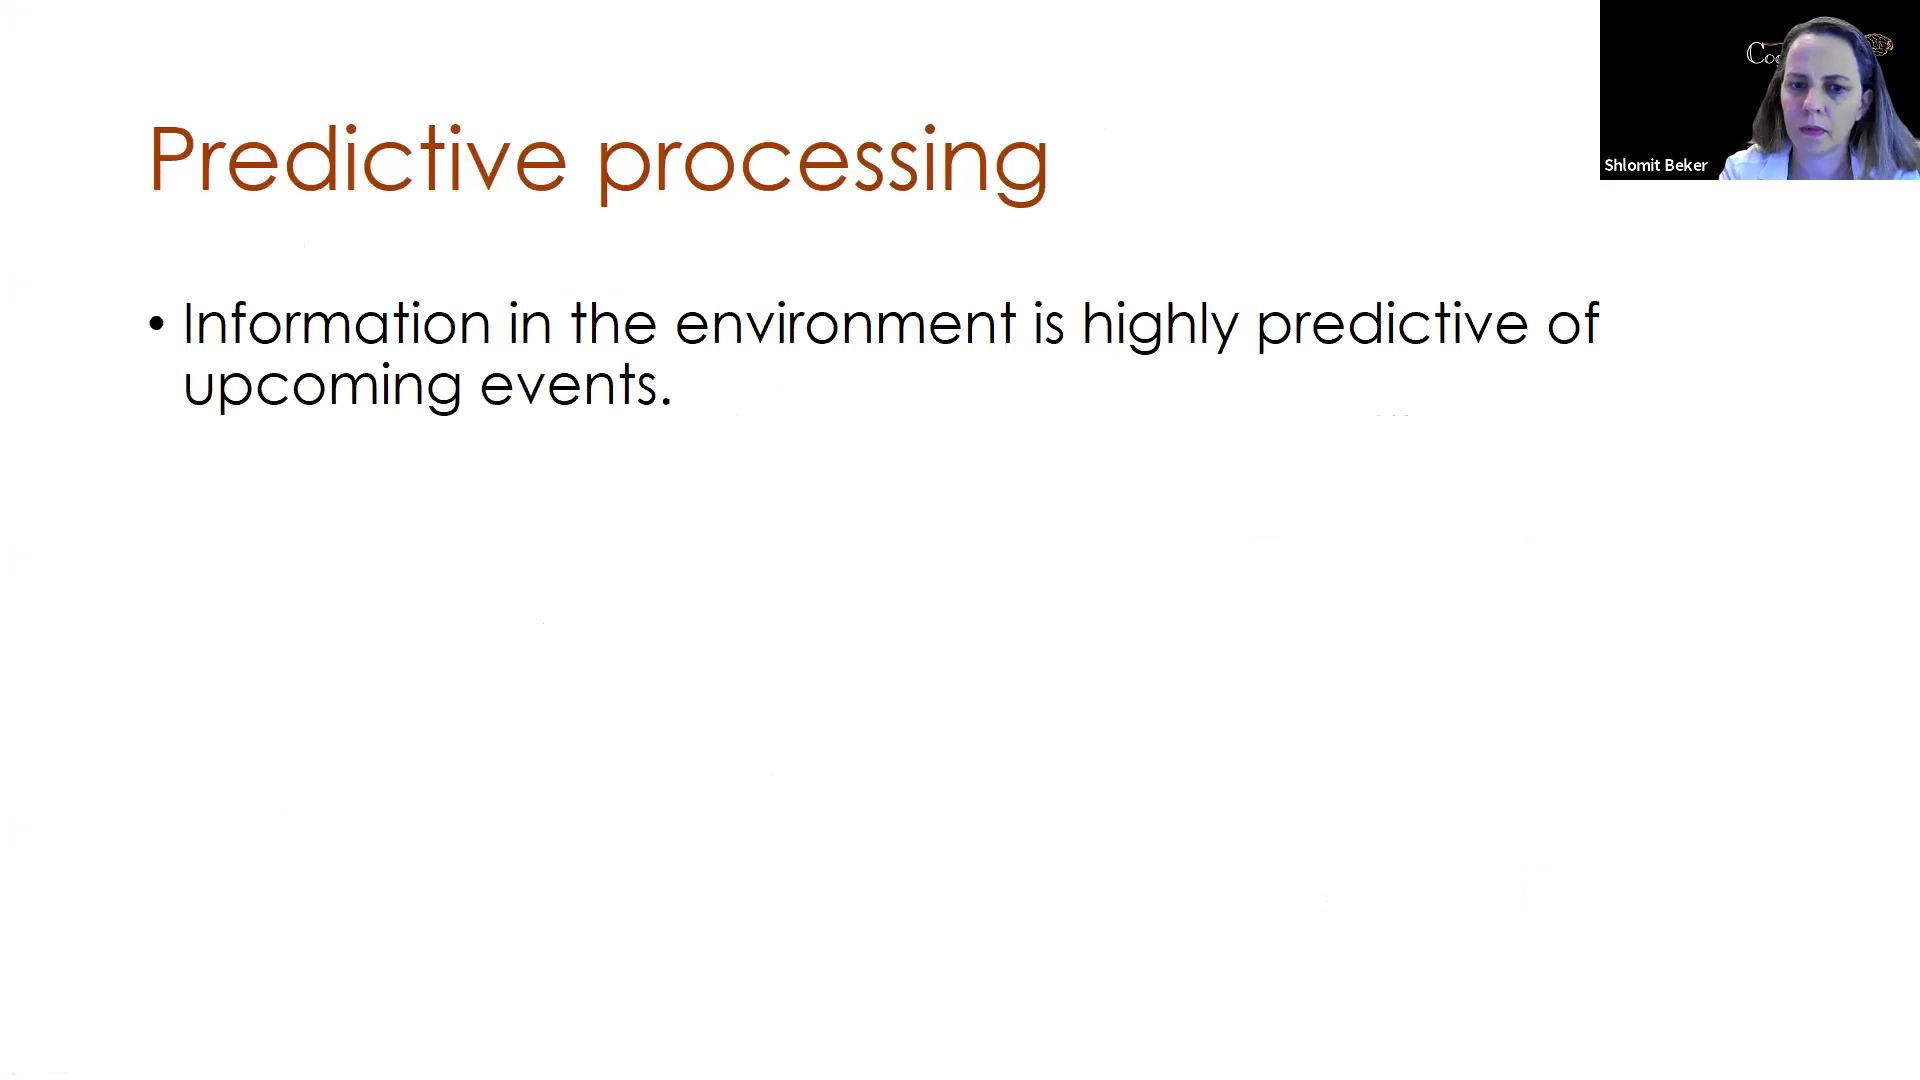 Predictive processing
• Information in the environment is highly predictive of
upcoming events.
Shlomit Beker